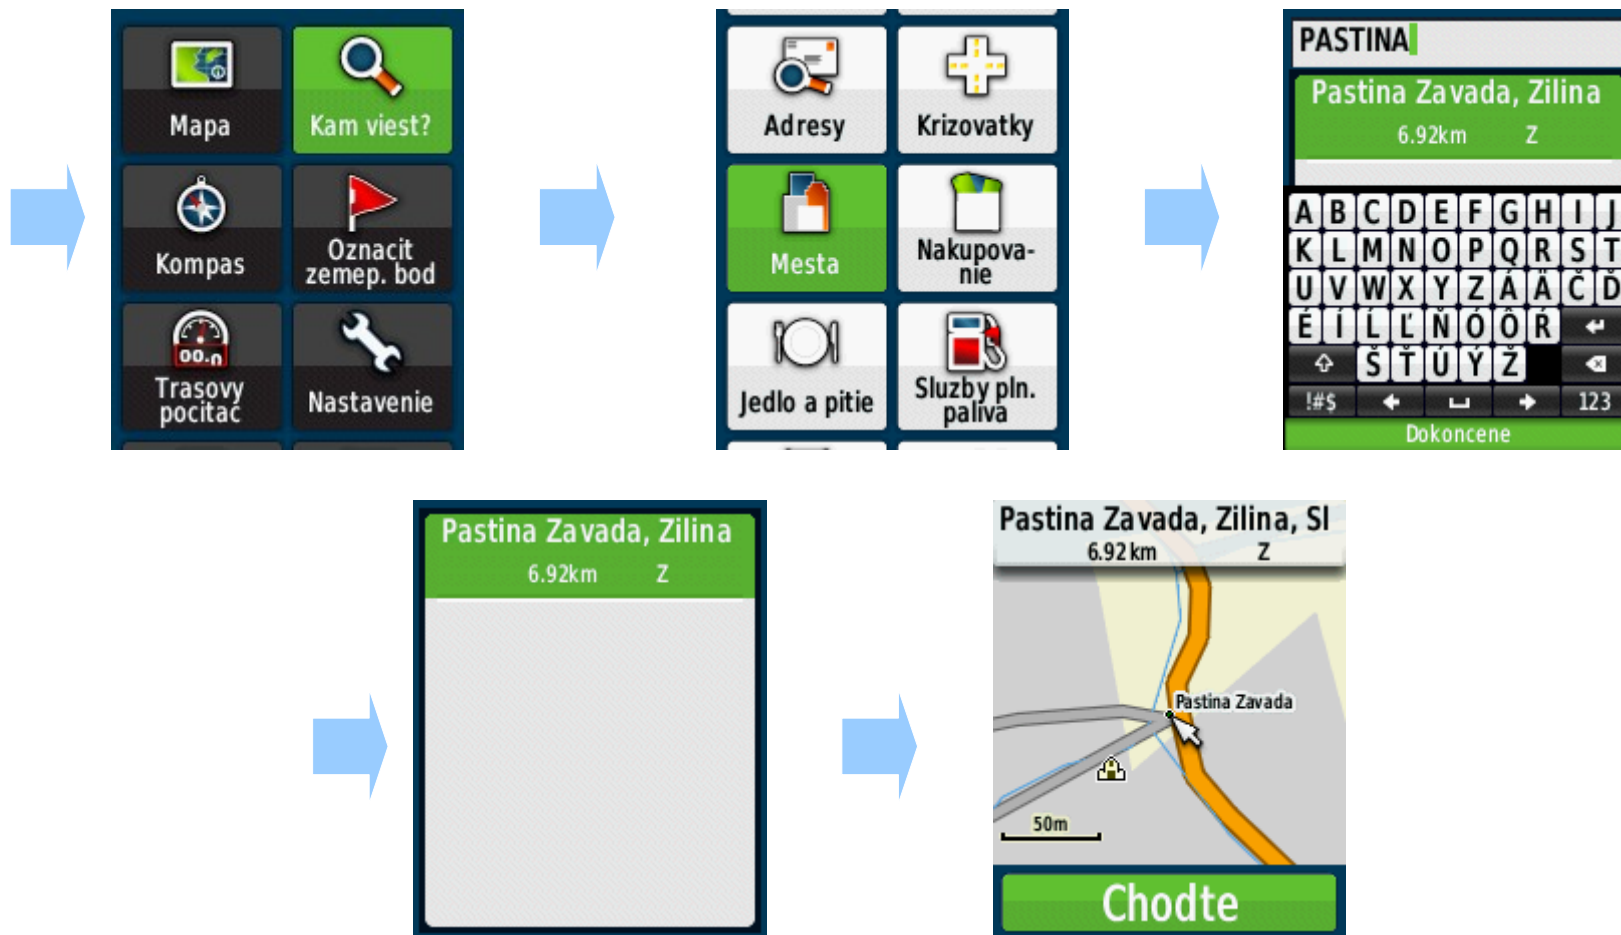 Mapa
Kam viest?
Kompas
Oznacit
zemep. bod
00.n
Trasovy
pocitac
Nastavenie
Adresy
Krizovatky
Mesta
Nakupova-
nie
Jedlo a pitie
Sluzby pln.
paliva
PASTINA
Pastina Zavada, Zilina
6.92km Z
A B C D E F G H I J
K L M N O P Q R S T
U V W X Y Z Á Ä Č Ď
É Í Ĺ Ľ Ň Ó Ô Ŕ
Š Ť Ú Ý Ž
!#$ 123
Dokoncene
Pastina Zavada, Zilina
6.92km Z
Pastina Zavada, Zilina, Sl
6.92km Z
Pastina Zavada
50m
Chodte